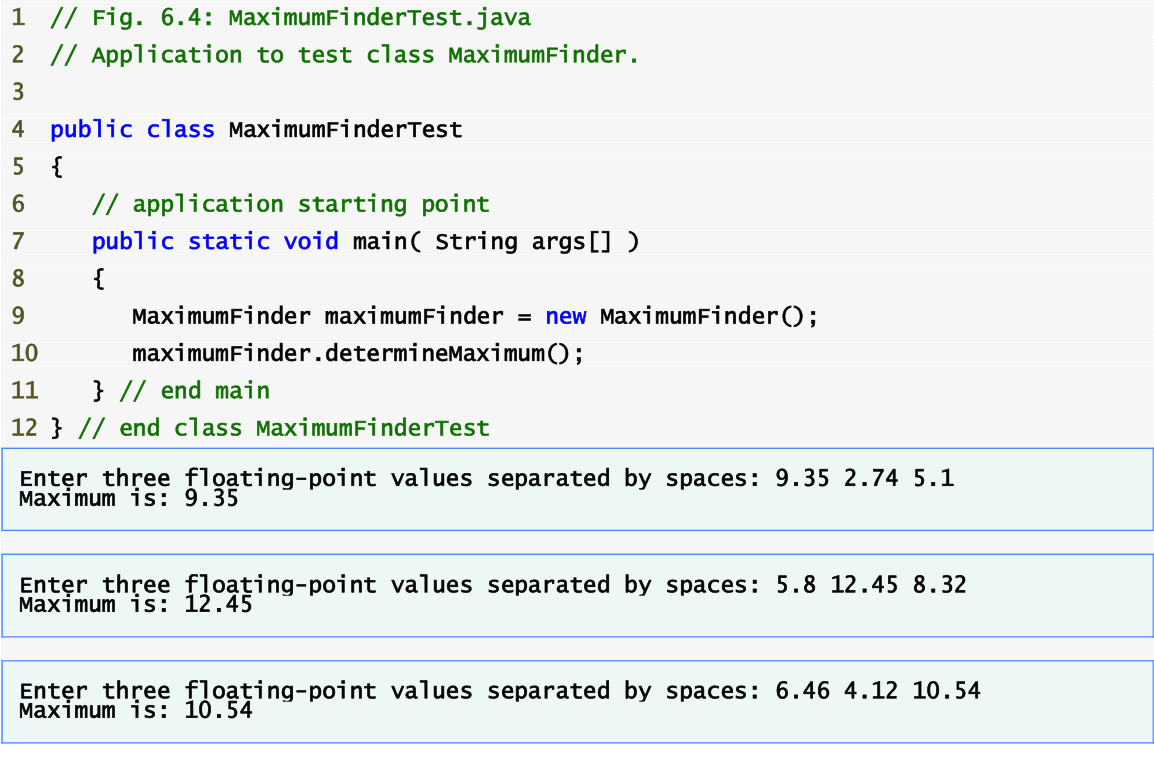 1 // Fig. 6.4: MaximumFinderTest.java
2 // Application to test class MaximumFinder.
3
4 public class MaximumFinderTest
5 {
6    // application starting point
7    public static void main( String args[] )
8    {
9       MaximumFinder maximumFinder = new MaximumFinder();
10       maximumFinder.determineMaximum();
11    } // end main
12 } // end class MaximumFinderTest
Enter three floating-point values separated by spaces: 9.35 2.74 5.1
Maximum is: 9.35
Enter three floating-point values separated by spaces: 5.8 12.45 8.32
Maximum is: 12.45
Enter three floating-point values separated by spaces: 6.46 4.12 10.54
Maximum is: 10.54